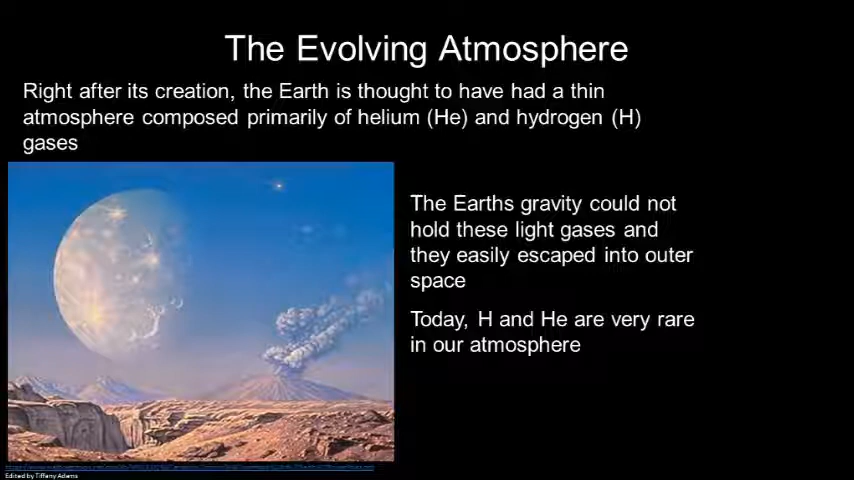 The Evolving Atmosphere
Right after its creation, the Earth is thought to have had a thin
atmosphere composed primarily of helium (He) and hydrogen (H)
gases
The Earths gravity could not
hold these light gases and
they easily escaped into outer
space
Today, H and He are very rare
in our atmosphere
Edited by Tiffany Adams